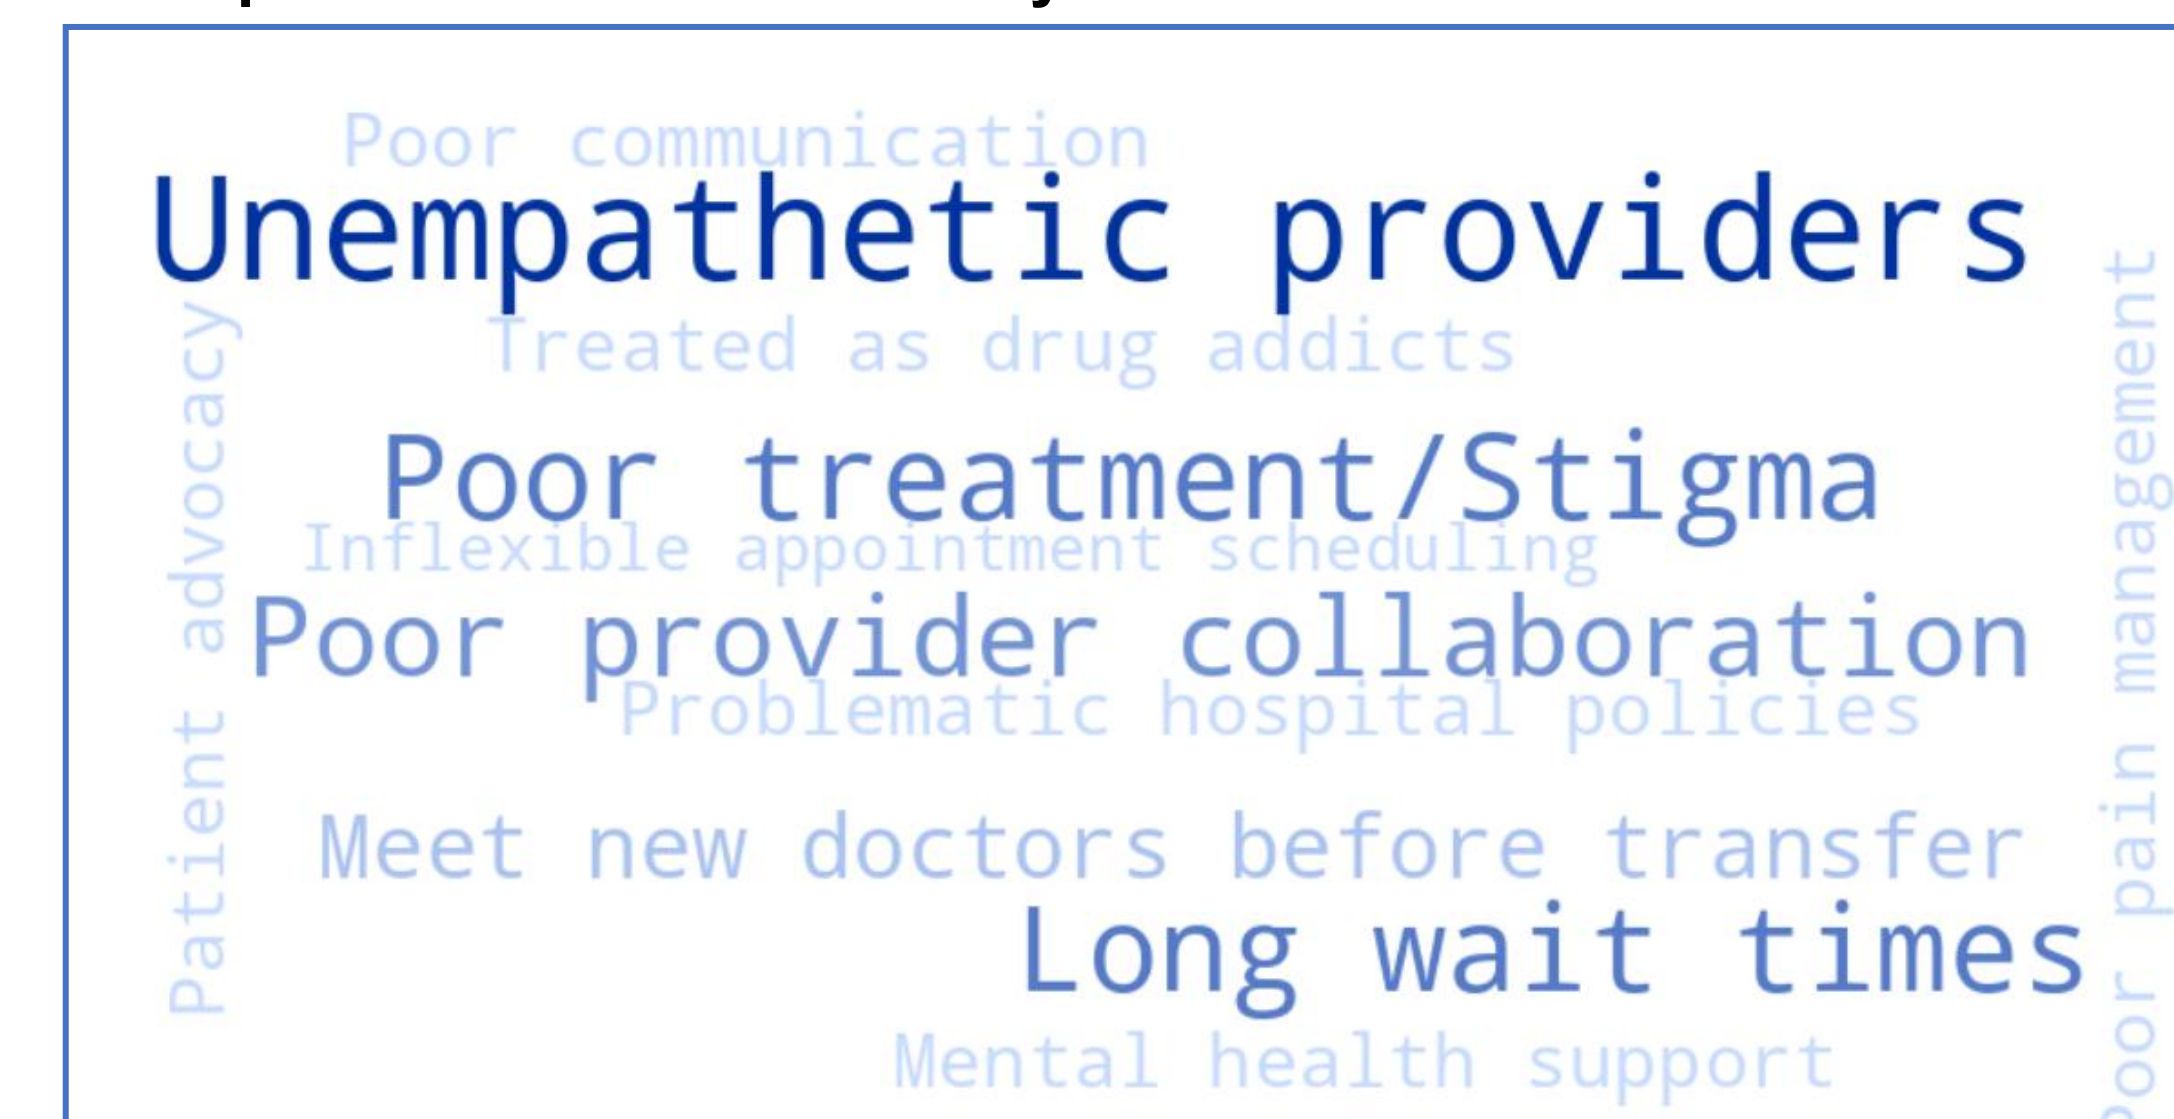 Poor communication
Unempathetic providers
Treated as drug addicts
Poor treatment/Stigma
Inflexible appointment scheduling
Poor provider collaboration
Problematic hospital policies
Meet new doctors before transfer
Long wait times
Mental health support
Patient advocacy
Poor pain management